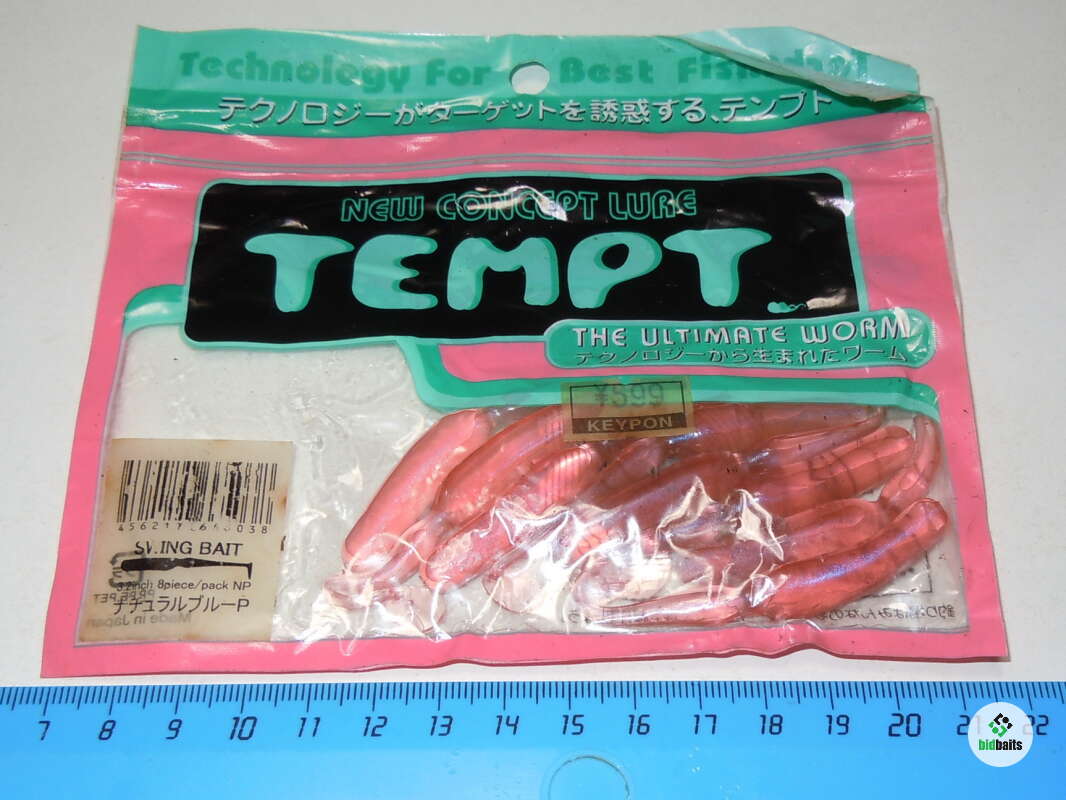 Technology For Best
テクノロジーがターゲットを誘惑する、テンプト
NEW CONCEPT LURE
TEMPT
THE ULTIMATE WORM
テクノロジーから生まれたワーム
¥599
KEYPON
BAIT
8piece/pack NP
ナチュラルブルーP
Made in Japan
7 8 9 10 11 12 13 14 15 16 17 18 19 20 21 22
bidbaits